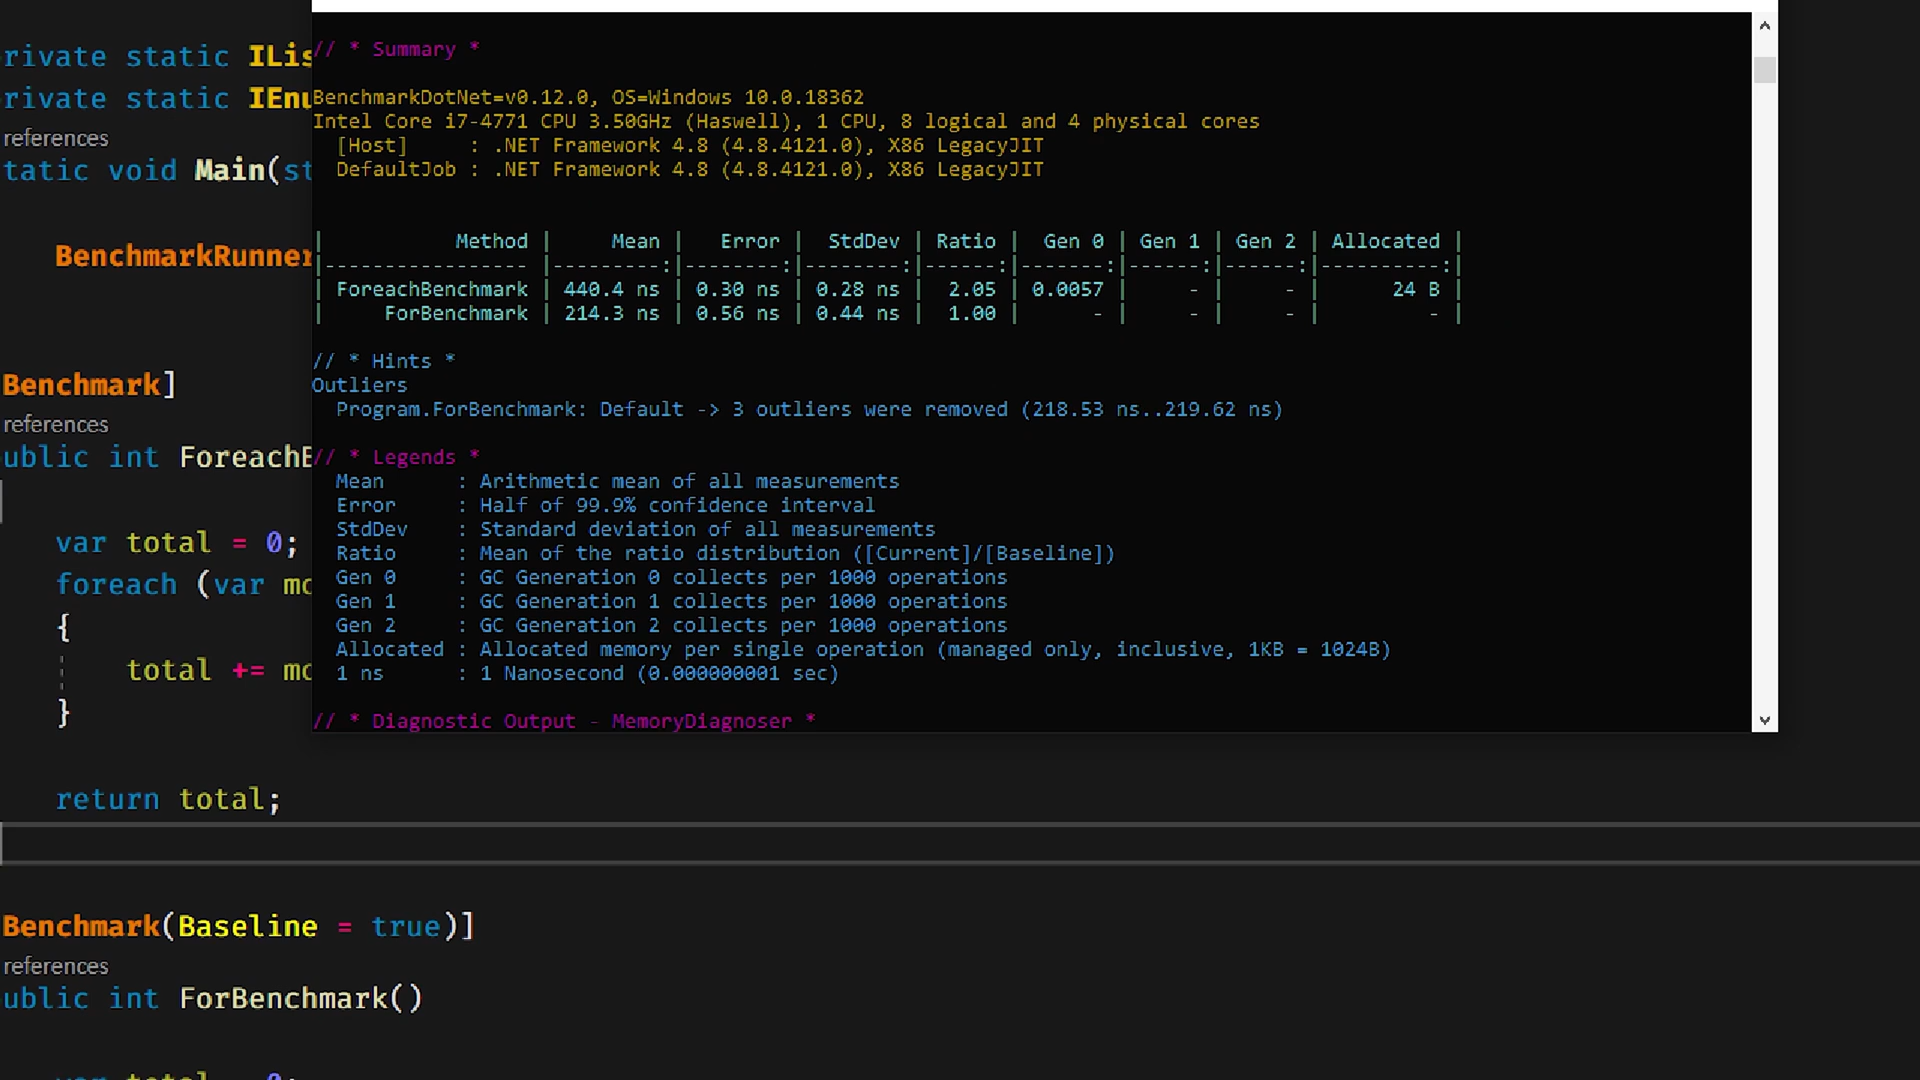 // * Summary *
BenchmarkDotNet=v0.12.0, OS=Windows 10.0.18362
Intel Core i7-4771 CPU 3.50GHz (Haswell), 1 CPU, 8 logical and 4 physical cores
[Host]     : .NET Framework 4.8 (4.8.4121.0), X86 LegacyJIT
DefaultJob : .NET Framework 4.8 (4.8.4121.0), X86 LegacyJIT
|           Method |     Mean |   Error |  StdDev | Ratio |  Gen 0 | Gen 1 | Gen 2 | Allocated |
|----------------- |---------:|--------:|--------:|------:|-------:|------:|------:|----------:|
| ForeachBenchmark | 440.4 ns | 0.30 ns | 0.28 ns |  2.05 | 0.0057 |     - |     - |      24 B |
|     ForBenchmark | 214.3 ns | 0.56 ns | 0.44 ns |  1.00 |      - |     - |     - |         - |
// * Hints *
Outliers
Program.ForBenchmark: Default -> 3 outliers were removed (218.53 ns..219.62 ns)
// * Legends *
Mean      : Arithmetic mean of all measurements
Error     : Half of 99.9% confidence interval
StdDev    : Standard deviation of all measurements
Ratio     : Mean of the ratio distribution ([Current]/[Baseline])
Gen 0     : GC Generation 0 collects per 1000 operations
Gen 1     : GC Generation 1 collects per 1000 operations
Gen 2     : GC Generation 2 collects per 1000 operations
Allocated : Allocated memory per single operation (managed only, inclusive, 1KB = 1024B)
1 ns      : 1 Nanosecond (0.000000001 sec)
// * Diagnostic Output - MemoryDiagnoser *
rivate static ILis
rivate static IEnu
references
tatic void Main(st
BenchmarkRunner
Benchmark]
references
ublic int ForeachB
var total = 0;
foreach (var mo
{
total += mo
}
return total;
Benchmark(Baseline = true)]
references
ublic int ForBenchmark()
var total = 0;